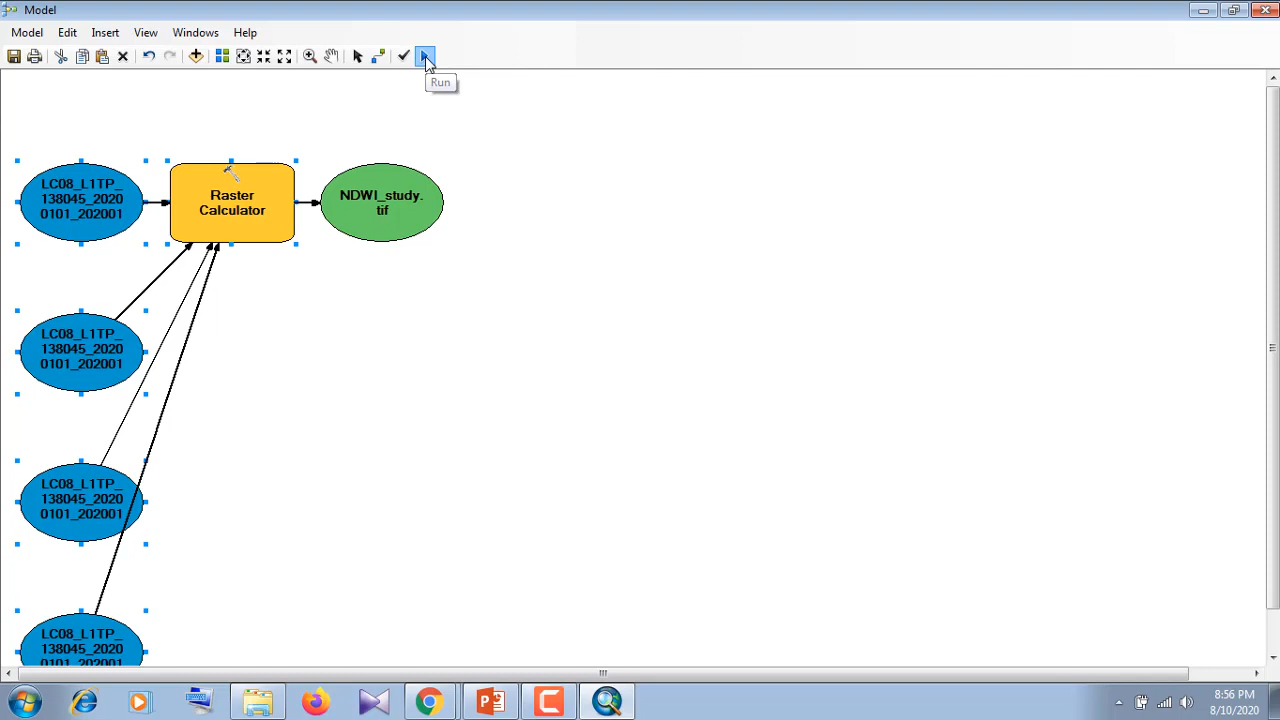 Model
Model Edit Insert View Windows Help
Run
LC08_L1TP_
138045_2020
0101_202001
Raster
Calculator
NDWI_study.
tif
LC08_L1TP_
138045_2020
0101_202001
LC08_L1TP_
138045_2020
0101_202001
LC08_L1TP_
138045_2020
0101_202001
8:56 PM
8/10/2020